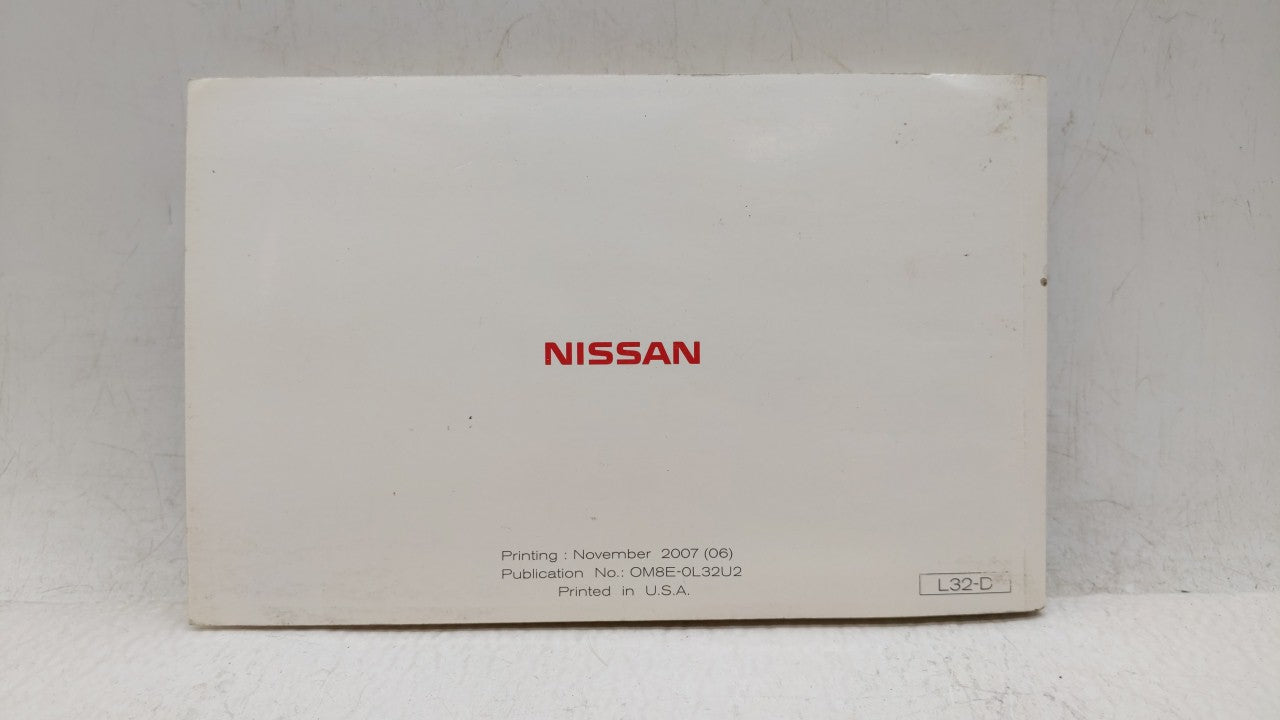 NISSAN
Printing : November 2007 (06)
Publication No.: OM8E-0L32U2
Printed in U.S.A.
L32-D